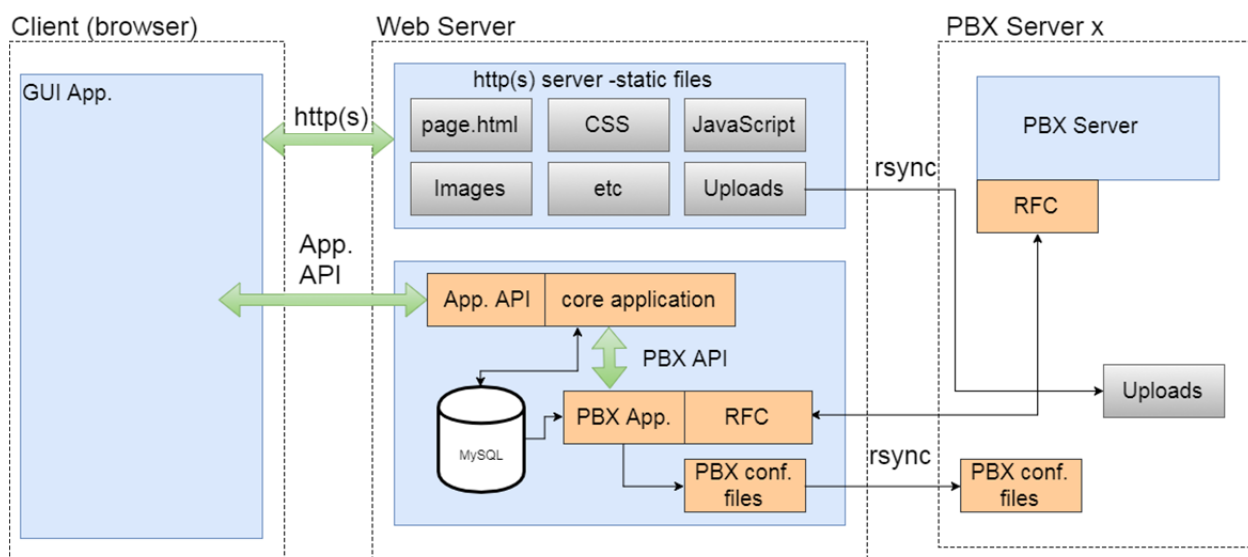 Client (browser)
Web Server
PBX Server x
GUI App.
http(s)
http(s) server -static files
page.html
CSS
JavaScript
Images
etc
Uploads
rsync
PBX Server
RFC
App.
API
App. API
core application
PBX API
MySQL
PBX App.
RFC
Uploads
PBX conf.
files
rsync
PBX conf.
files